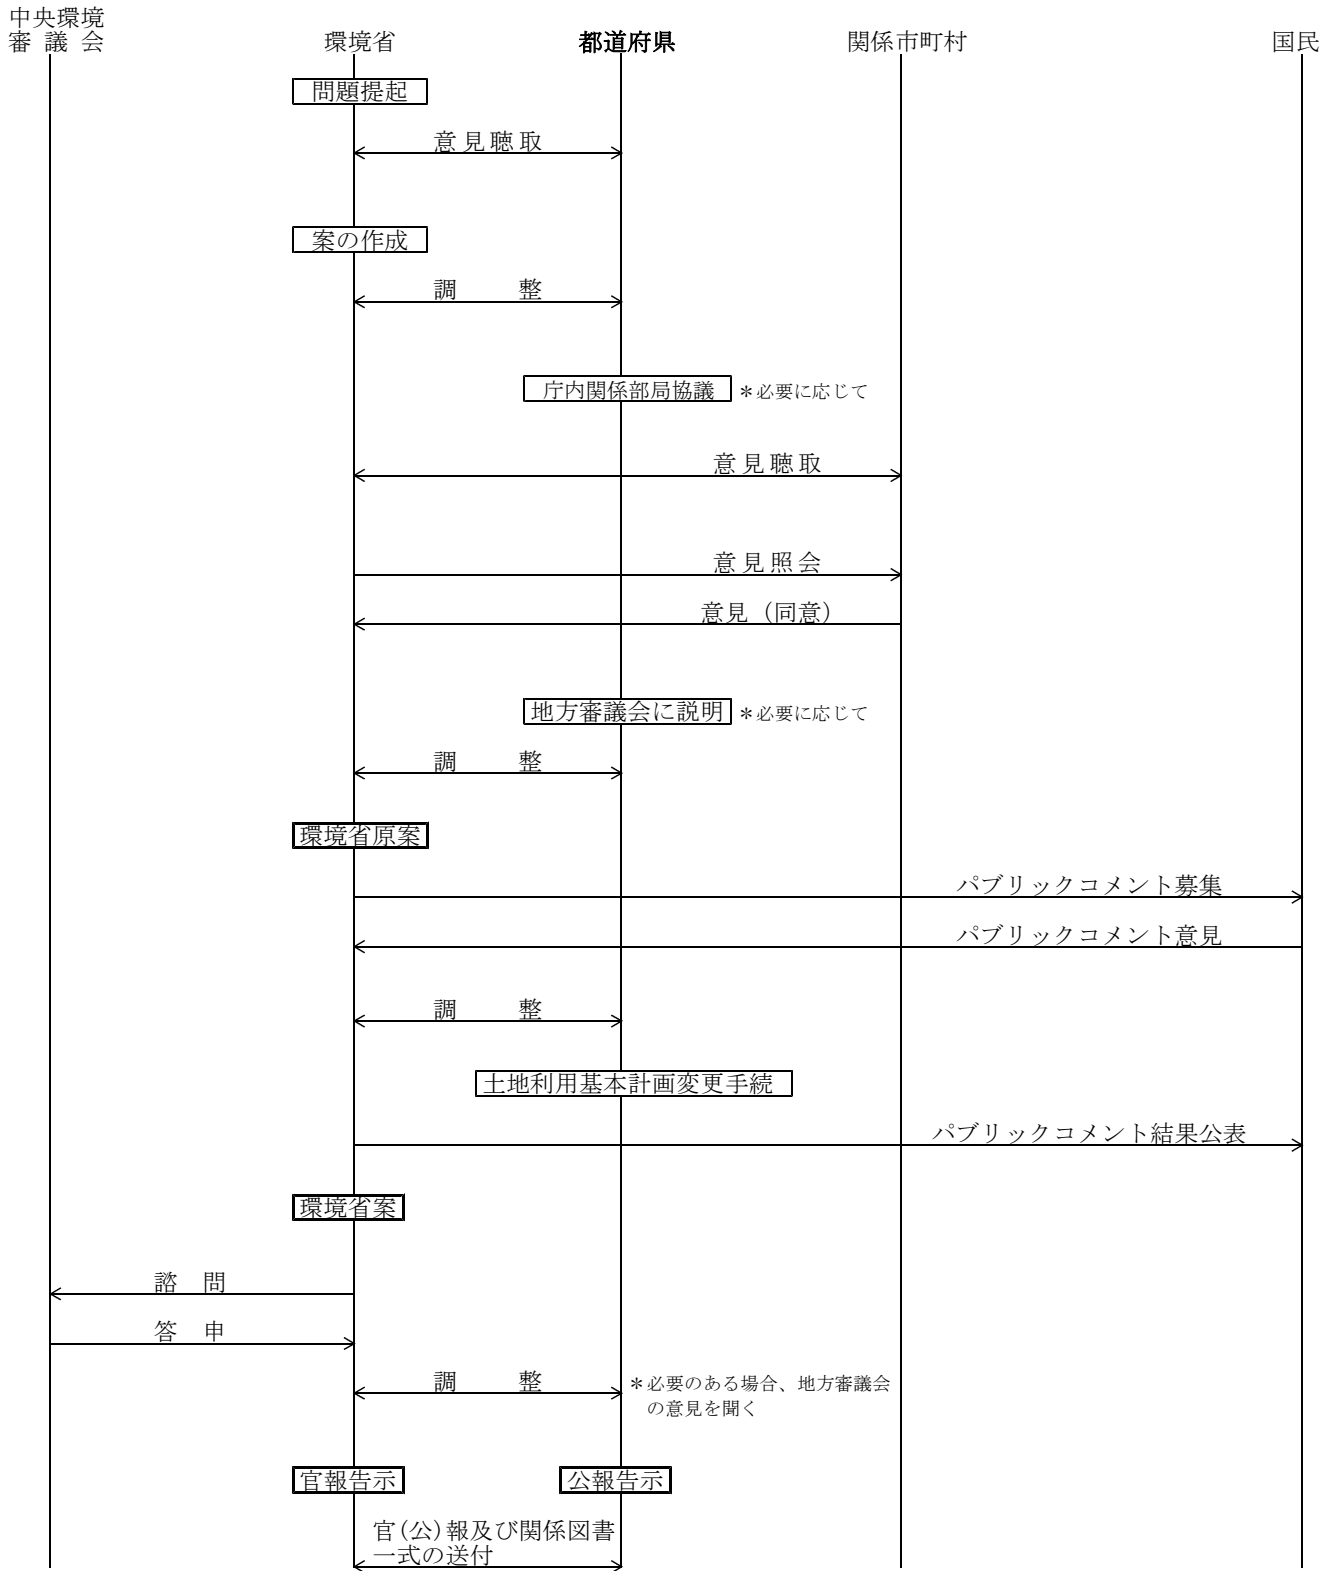 中央環境
審議会
環境省
都道府県
関係市町村
国民
問題提起
意見聴取
案の作成
調 整
庁内関係部局協議
＊必要に応じて
意見聴取
意見照会
意見（同意）
地方審議会に説明
＊必要に応じて
調 整
環境省原案
パブリックコメント募集
パブリックコメント意見
調 整
土地利用基本計画変更手続
パブリックコメント結果公表
環境省案
諮 問
答 申
調 整
＊必要のある場合、地方審議会
の意見を聞く
官報告示
公報告示
官(公)報及び関係図書
一式の送付